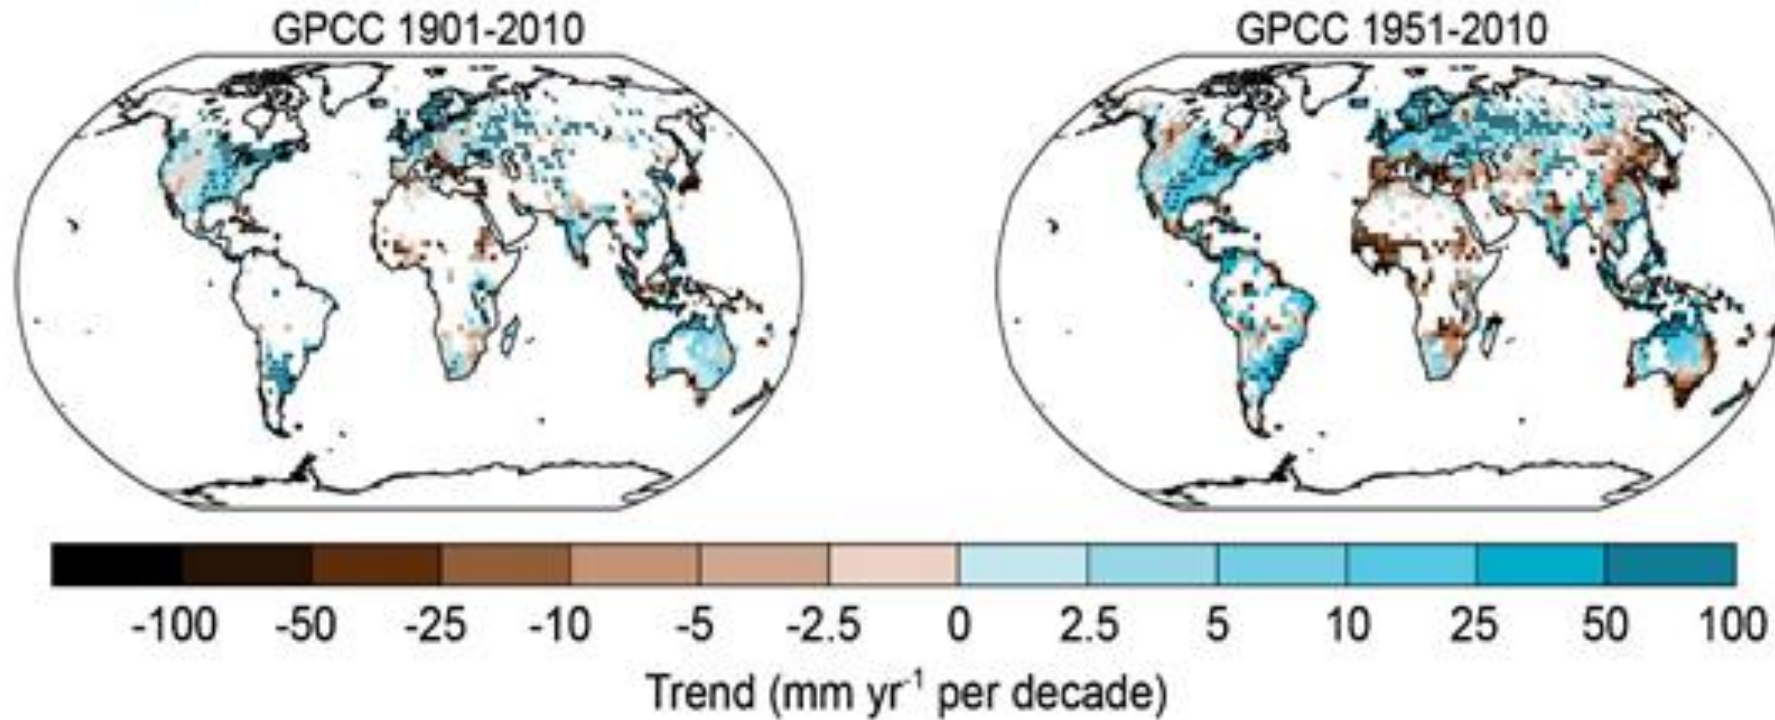 GPCC 1901-2010
GPCC 1951-2010
-100 -50 -25 -10 -5 -2.5 0 2.5 5 10 25 50 100
Trend (mm yr⁻¹ per decade)